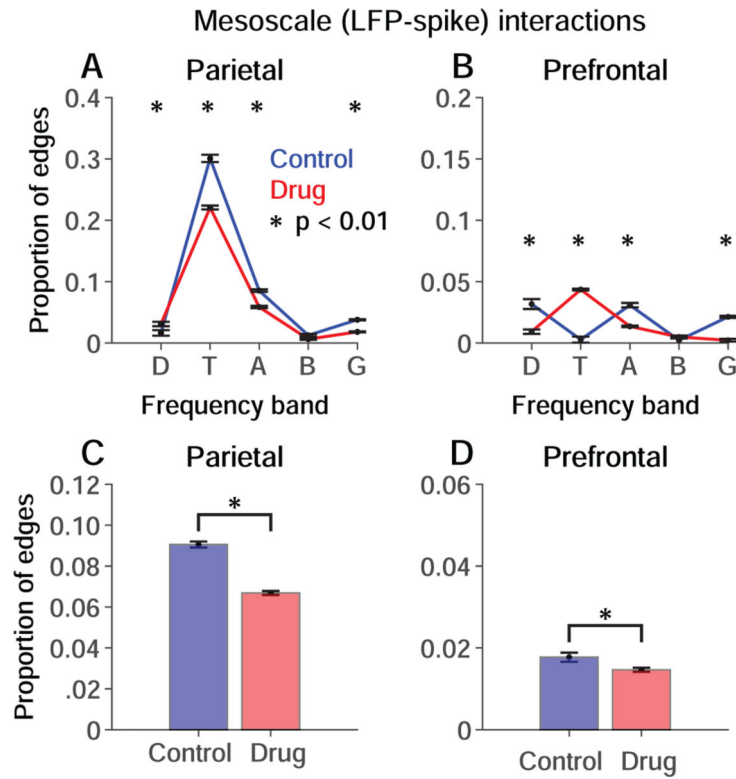 Mesoscale (LFP-spike) interactions
A
Parietal
B
Prefrontal
Proportion of edges
0.4
0.3
0.2
0.1
0
* * * *
Control
Drug
* p < 0.01
D T A B G
Frequency band
0.2
0.15
0.1
0.05
0
* * * *
D T A B G
Frequency band
C
Parietal
D
Prefrontal
Proportion of edges
0.12
0.10
0.08
0.06
0.04
.02
0
*
Control Drug
0.06
0.04
0.02
0
*
Control Drug